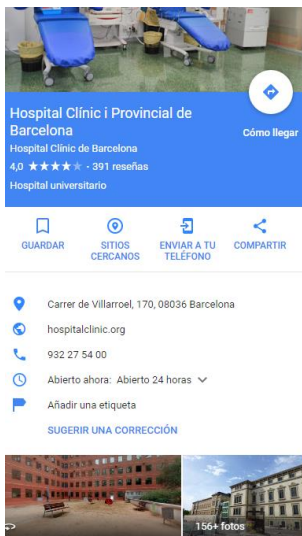 Hospital Clínic i Provincial de
Barcelona
Cómo llegar
Hospital Clínic de Barcelona
4,0 ★★★★★ · 391 reseñas
Hospital universitario
GUARDAR
SITIOS
CERCANOS
ENVIAR A TU
TELÉFONO
COMPARTIR
Carrer de Villarroel, 170, 08036 Barcelona
hospitalclinic.org
932 27 54 00
Abierto ahora: Abierto 24 horas
Añadir una etiqueta
SUGERIR UNA CORRECCIÓN
156+ fotos